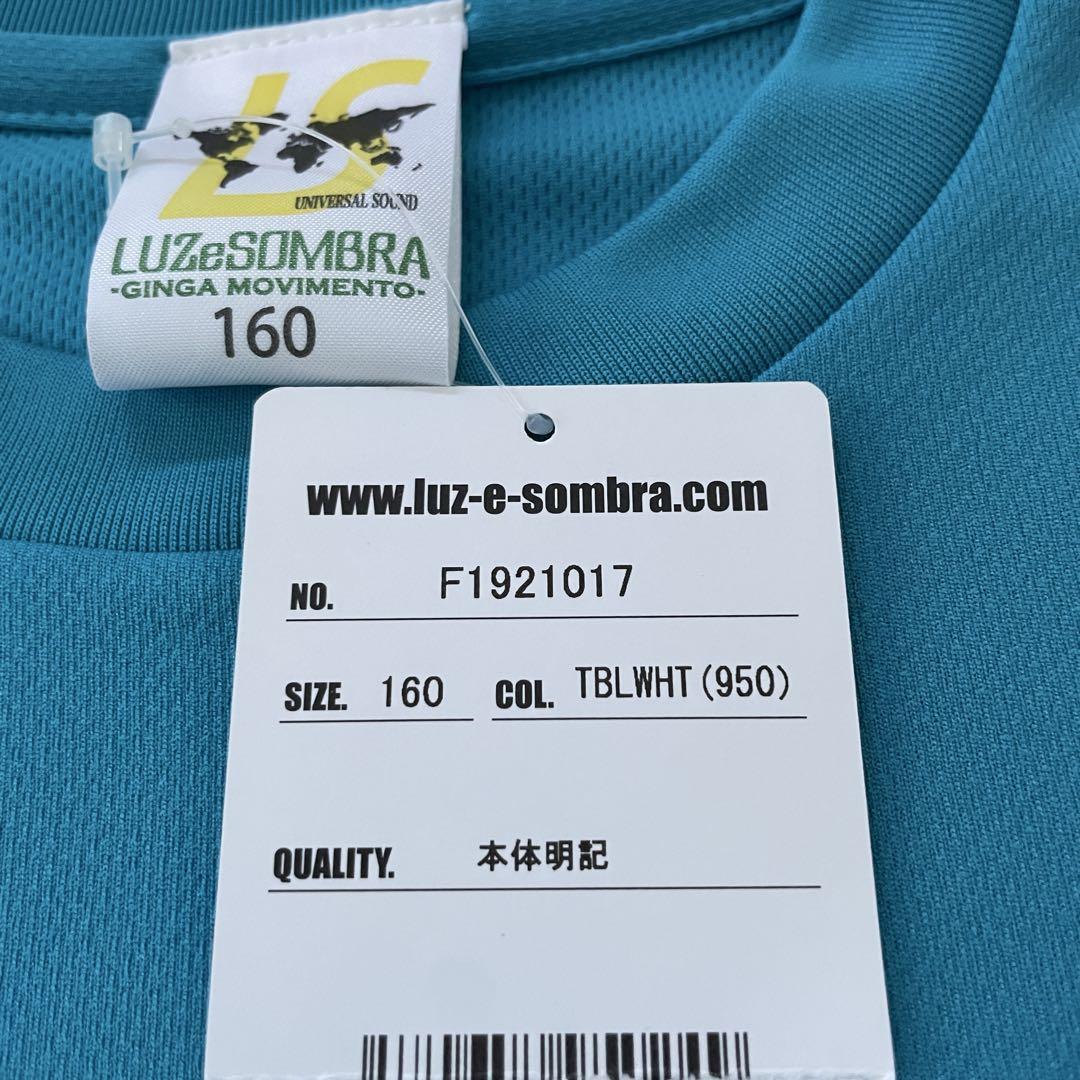 LS
UNIVERSAL SOUND
LUZeSOMBRA
-GINGA MOVIMENTO-
160
www.luz-e-sombra.com
NO. F1921017
SIZE. 160 COL. TBLWHT(950)
QUALITY. 本体明記